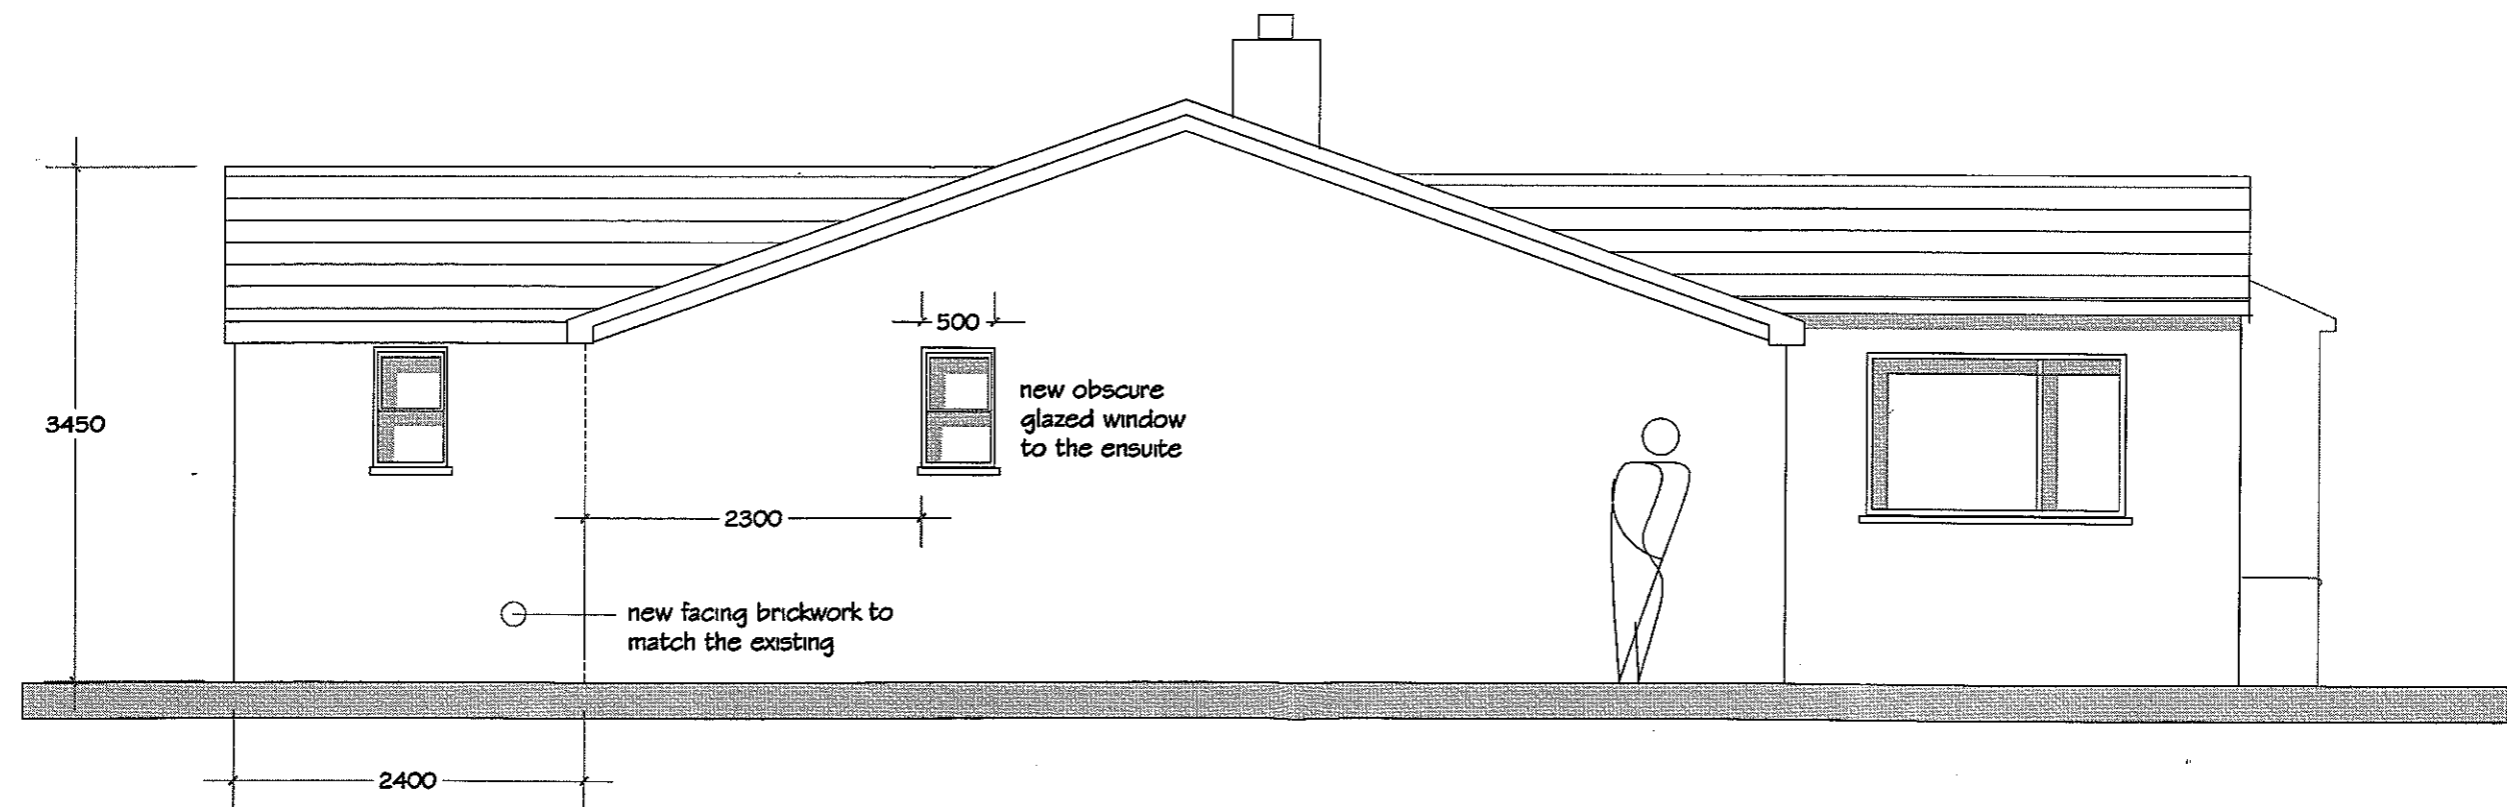 500
new obscure
glazed window
to the ensuite
3450
2300
new facing brickwork to
match the existing
2400